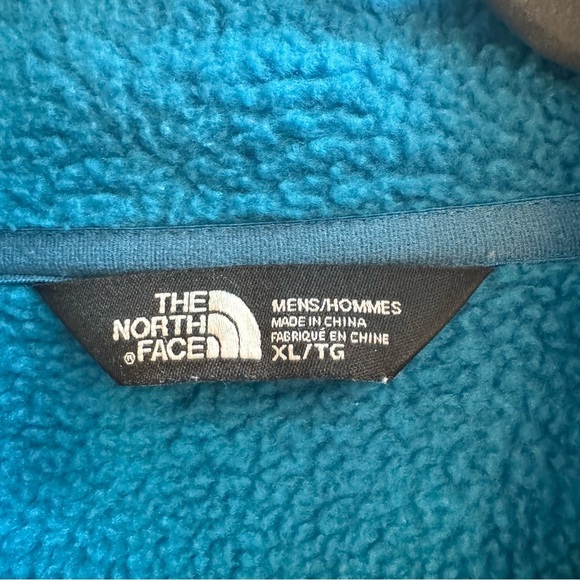 THE
NORTH
FACE®
MENS/HOMMES
MADE IN CHINA
FABRIQUÉ EN CHINE
XL/TG